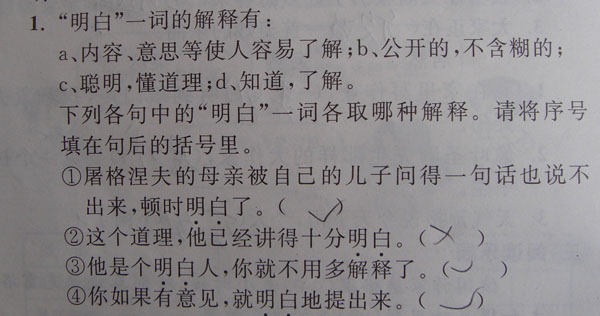 1. “明白”一词的解释有：
a、内容、意思等使人容易了解；b、公开的，不含糊的；
c、聪明，懂道理；d、知道，了解。
下列各句中的“明白”一词各取哪种解释。请将序号
填在句后的括号里。
①屠格涅夫的母亲被自己的儿子问得一句话也说不
出来，顿时明白了。（ ✓ ）
②这个道理，他已经讲得十分明白。（ ✗ ）
③他是个明白人，你就不用多解释了。（ ）
④你如果有意见，就明白地提出来。（ ）